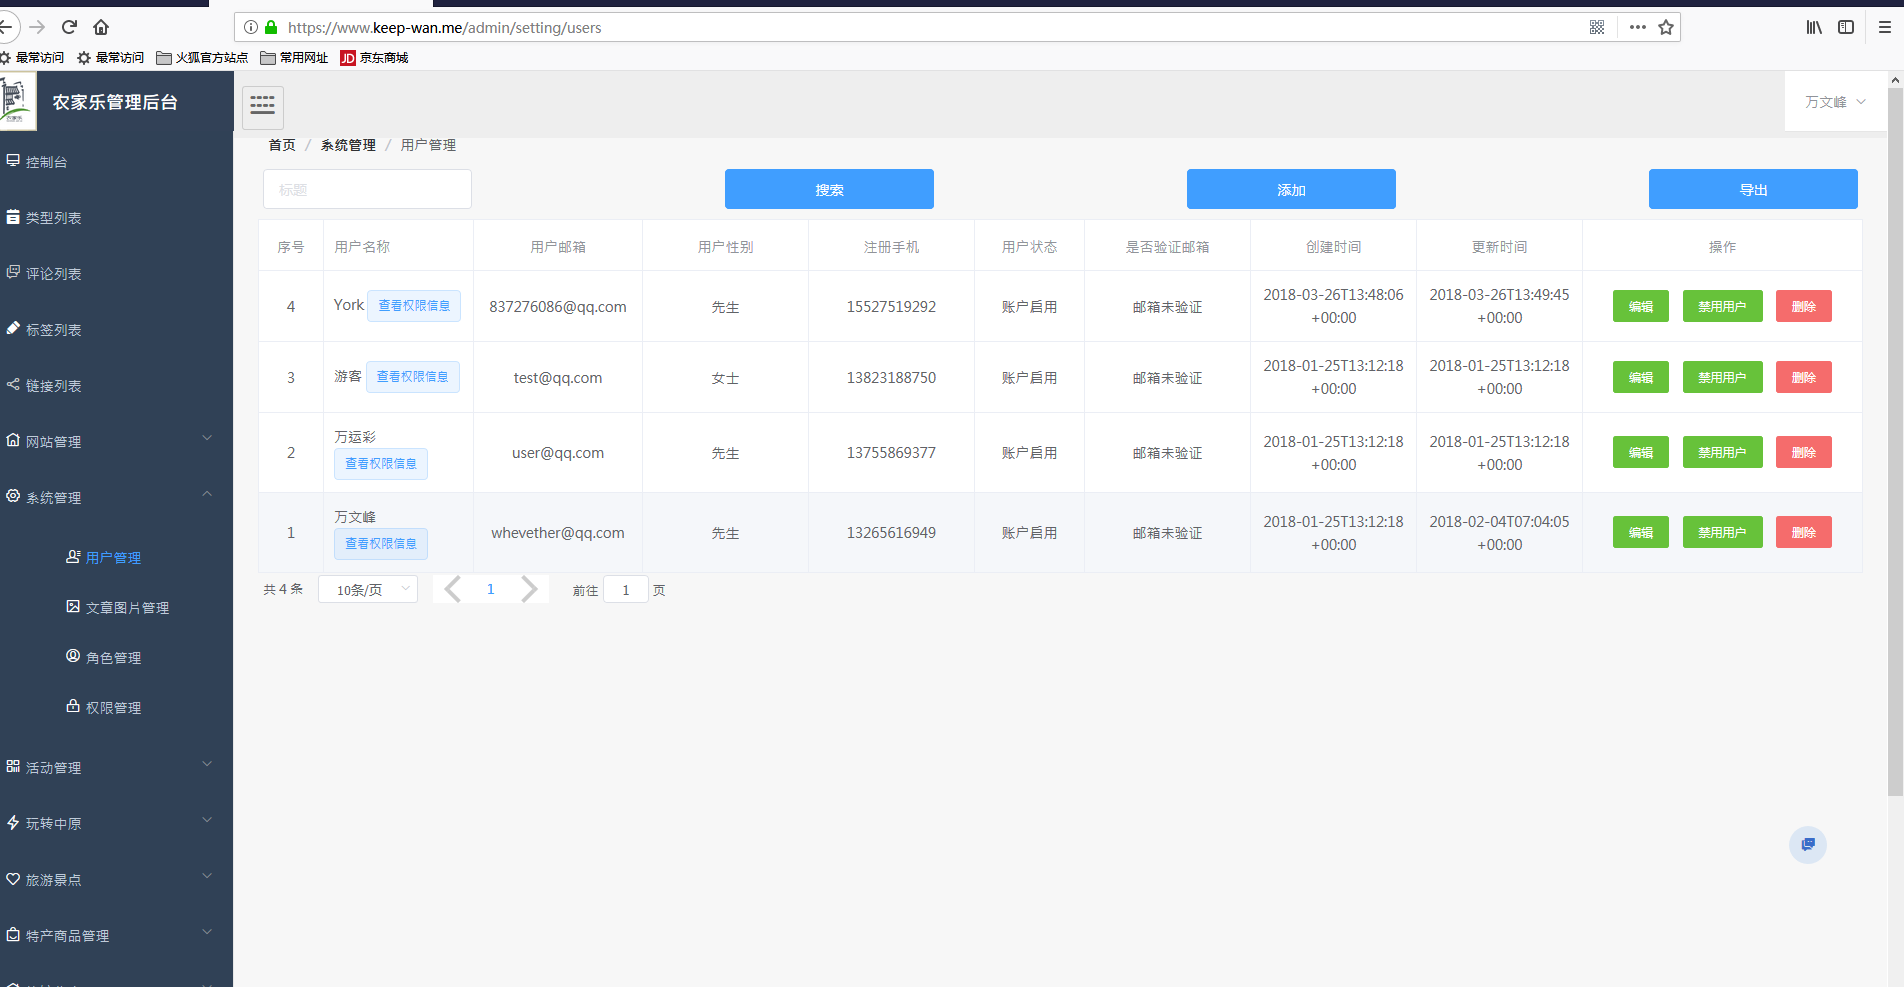 https://www.keep-wan.me/admin/setting/users
最常访问 最常访问 火狐官方站点 常用网址 JD 京东商城
农家乐管理后台
万文峰
首页 / 系统管理 / 用户管理
控制台
类型列表
评论列表
标签列表
链接列表
网站管理
系统管理
用户管理
文章图片管理
角色管理
权限管理
活动管理
玩转中原
旅游景点
特产商品管理
标题 搜索 添加 导出
序号 用户名称 用户邮箱 用户性别 注册手机 用户状态 是否验证邮箱 创建时间 更新时间 操作
4 York 查看权限信息 837276086@qq.com 先生 15527519292 账户启用 邮箱未验证 2018-03-26T13:48:06+00:00 2018-03-26T13:49:45+00:00 编辑 禁用用户 删除
3 游客 查看权限信息 test@qq.com 女士 13823188750 账户启用 邮箱未验证 2018-01-25T13:12:18+00:00 2018-01-25T13:12:18+00:00 编辑 禁用用户 删除
2 万运彩 查看权限信息 user@qq.com 先生 13755869377 账户启用 邮箱未验证 2018-01-25T13:12:18+00:00 2018-01-25T13:12:18+00:00 编辑 禁用用户 删除
1 万文峰 查看权限信息 whevether@qq.com 先生 13265616949 账户启用 邮箱未验证 2018-01-25T13:12:18+00:00 2018-02-04T07:04:05+00:00 编辑 禁用用户 删除
共 4 条 10条/页 1 前往 1 页